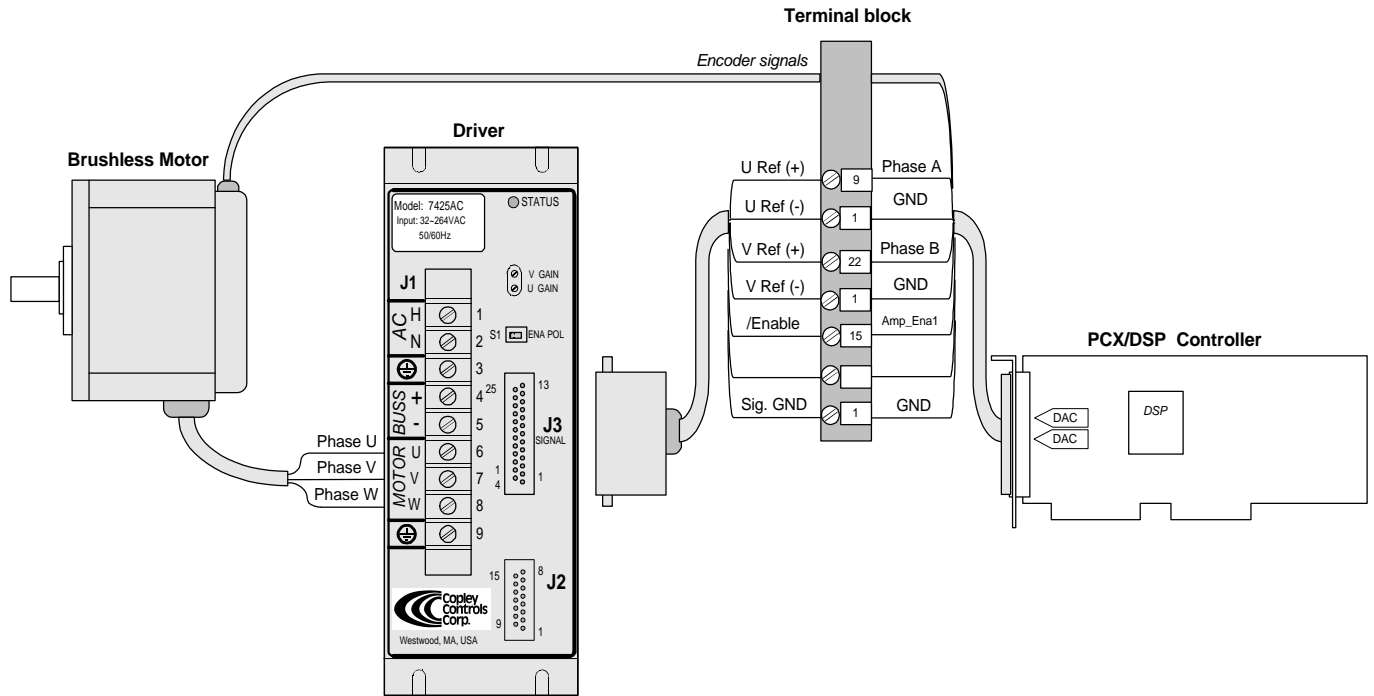 Terminal block
Encoder signals
Driver
Brushless Motor
Model: 7425AC
Input: 32~264VAC
50/60Hz
STATUS
V GAIN
U GAIN
J1
AC
H
1
N
2
S1
ENA POL
3
BUSS
+
4
-
5
25
13
J3
SIGNAL
1
4
1
MOTOR
U
6
V
7
W
8
9
Phase U
Phase V
Phase W
15
8
J2
9
1
Copley
Controls
Corp.
Westwood, MA, USA
U Ref (+)
9
Phase A
U Ref (-)
1
GND
V Ref (+)
22
Phase B
V Ref (-)
1
GND
/Enable
15
Amp_Ena1
Sig. GND
1
GND
PCX/DSP Controller
DAC
DAC
DSP